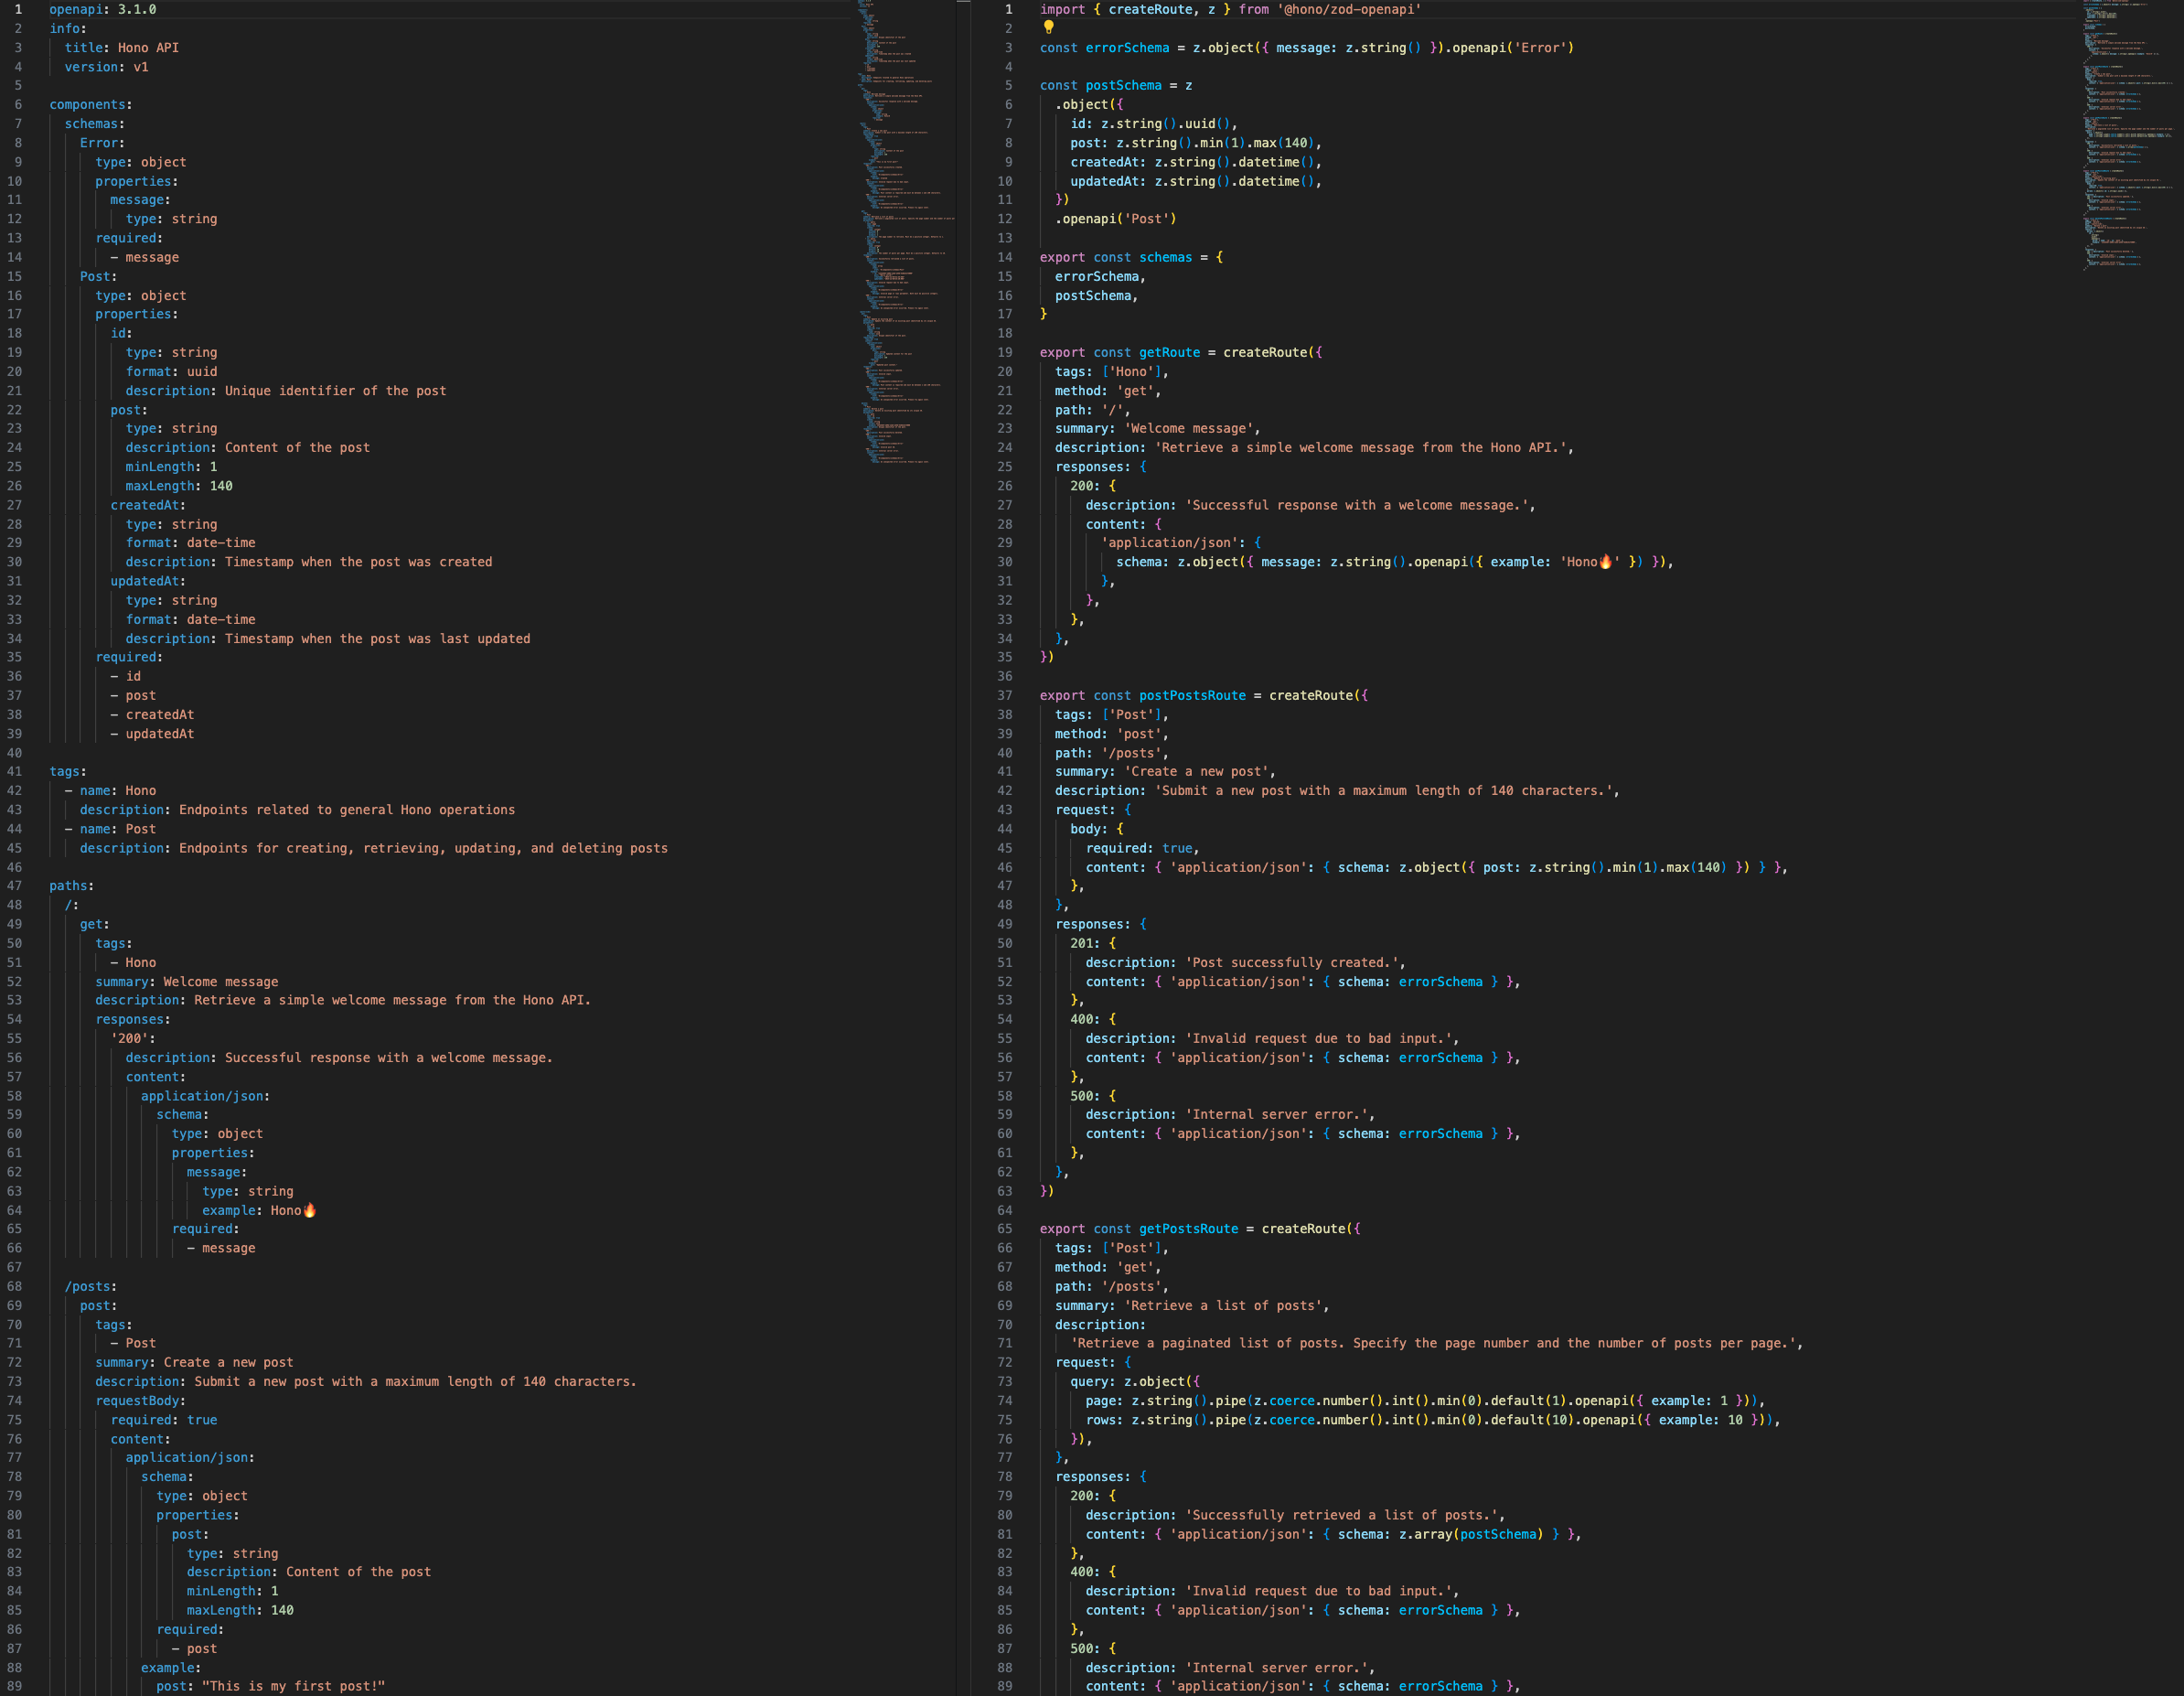 1 openapi: 3.1.0
2 info:
3   title: Hono API
4   version: v1
5
6 components:
7   schemas:
8     Error:
9       type: object
10       properties:
11         message:
12           type: string
13       required:
14         - message
15     Post:
16       type: object
17       properties:
18         id:
19           type: string
20           format: uuid
21           description: Unique identifier of the post
22         post:
23           type: string
24           description: Content of the post
25           minLength: 1
26           maxLength: 140
27         createdAt:
28           type: string
29           format: date-time
30           description: Timestamp when the post was created
31         updatedAt:
32           type: string
33           format: date-time
34           description: Timestamp when the post was last updated
35       required:
36         - id
37         - post
38         - createdAt
39         - updatedAt
40
41 tags:
42   - name: Hono
43     description: Endpoints related to general Hono operations
44   - name: Post
45     description: Endpoints for creating, retrieving, updating, and deleting posts
46
47 paths:
48   /:
49     get:
50       tags:
51         - Hono
52       summary: Welcome message
53       description: Retrieve a simple welcome message from the Hono API.
54       responses:
55         '200':
56           description: Successful response with a welcome message.
57           content:
58             application/json:
59               schema:
60                 type: object
61                 properties:
62                   message:
63                     type: string
64                     example: Hono🔥
65                 required:
66                   - message
67
68   /posts:
69     post:
70       tags:
71         - Post
72       summary: Create a new post
73       description: Submit a new post with a maximum length of 140 characters.
74       requestBody:
75         required: true
76         content:
77           application/json:
78             schema:
79               type: object
80               properties:
81                 post:
82                   type: string
83                   description: Content of the post
84                   minLength: 1
85                   maxLength: 140
86               required:
87                 - post
88             example:
89               post: "This is my first post!"
1 import { createRoute, z } from '@hono/zod-openapi'
2
3 const errorSchema = z.object({ message: z.string() }).openapi('Error')
4
5 const postSchema = z
6   .object({
7     id: z.string().uuid(),
8     post: z.string().min(1).max(140),
9     createdAt: z.string().datetime(),
10     updatedAt: z.string().datetime(),
11   })
12   .openapi('Post')
13
14 export const schemas = {
15   errorSchema,
16   postSchema,
17 }
18
19 export const getRoute = createRoute({
20   tags: ['Hono'],
21   method: 'get',
22   path: '/',
23   summary: 'Welcome message',
24   description: 'Retrieve a simple welcome message from the Hono API.',
25   responses: {
26     200: {
27       description: 'Successful response with a welcome message.',
28       content: {
29         'application/json': {
30           schema: z.object({ message: z.string().openapi({ example: 'Hono🔥' }) }),
31         },
32       },
33     },
34   },
35 })
36
37 export const postPostsRoute = createRoute({
38   tags: ['Post'],
39   method: 'post',
40   path: '/posts',
41   summary: 'Create a new post',
42   description: 'Submit a new post with a maximum length of 140 characters.',
43   request: {
44     body: {
45       required: true,
46       content: { 'application/json': { schema: z.object({ post: z.string().min(1).max(140) }) } },
47     },
48   },
49   responses: {
50     201: {
51       description: 'Post successfully created.',
52       content: { 'application/json': { schema: errorSchema } },
53     },
54     400: {
55       description: 'Invalid request due to bad input.',
56       content: { 'application/json': { schema: errorSchema } },
57     },
58     500: {
59       description: 'Internal server error.',
60       content: { 'application/json': { schema: errorSchema } },
61     },
62   },
63 })
64
65 export const getPostsRoute = createRoute({
66   tags: ['Post'],
67   method: 'get',
68   path: '/posts',
69   summary: 'Retrieve a list of posts',
70   description:
71     'Retrieve a paginated list of posts. Specify the page number and the number of posts per page.',
72   request: {
73     query: z.object({
74       page: z.string().pipe(z.coerce.number().int().min(0).default(1).openapi({ example: 1 })),
75       rows: z.string().pipe(z.coerce.number().int().min(0).default(10).openapi({ example: 10 })),
76     }),
77   },
78   responses: {
79     200: {
80       description: 'Successfully retrieved a list of posts.',
81       content: { 'application/json': { schema: z.array(postSchema) } },
82     },
83     400: {
84       description: 'Invalid request due to bad input.',
85       content: { 'application/json': { schema: errorSchema } },
86     },
87     500: {
88       description: 'Internal server error.',
89       content: { 'application/json': { schema: errorSchema } },